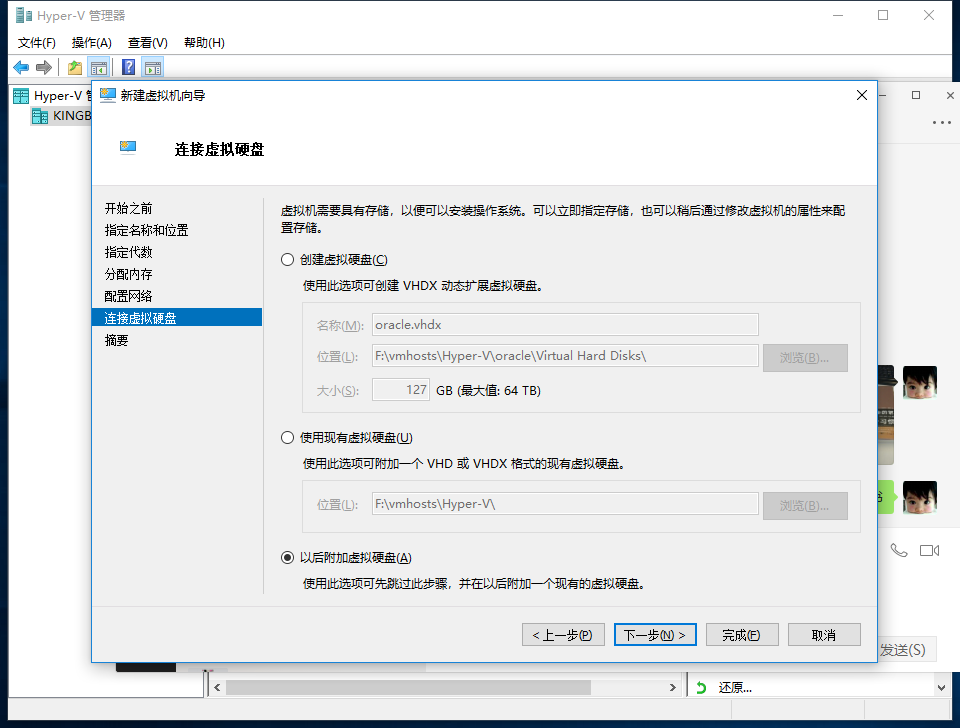 Hyper-V 管理器
文件(F) 操作(A) 查看(V) 帮助(H)
Hyper-V
KINGB
新建虚拟机向导
连接虚拟硬盘
开始之前
指定名称和位置
指定代数
分配内存
配置网络
连接虚拟硬盘
摘要
虚拟机需要具有存储，以便可以安装操作系统。可以立即指定存储，也可以稍后通过修改虚拟机的属性来配
置存储。
创建虚拟硬盘(C)
使用此选项可创建 VHDX 动态扩展虚拟硬盘。
名称(M): oracle.vhdx
位置(L): F:\vmhosts\Hyper-V\oracle\Virtual Hard Disks\ 浏览(B)...
大小(S): 127 GB (最大值: 64 TB)
使用现有虚拟硬盘(U)
使用此选项可附加一个 VHD 或 VHDX 格式的现有虚拟硬盘。
位置(L): F:\vmhosts\Hyper-V\ 浏览(B)...
以后附加虚拟硬盘(A)
使用此选项可先跳过此步骤，并在以后附加一个现有的虚拟硬盘。
< 上一步(P) 下一步(N) > 完成(F) 取消
发送(S)
还原...